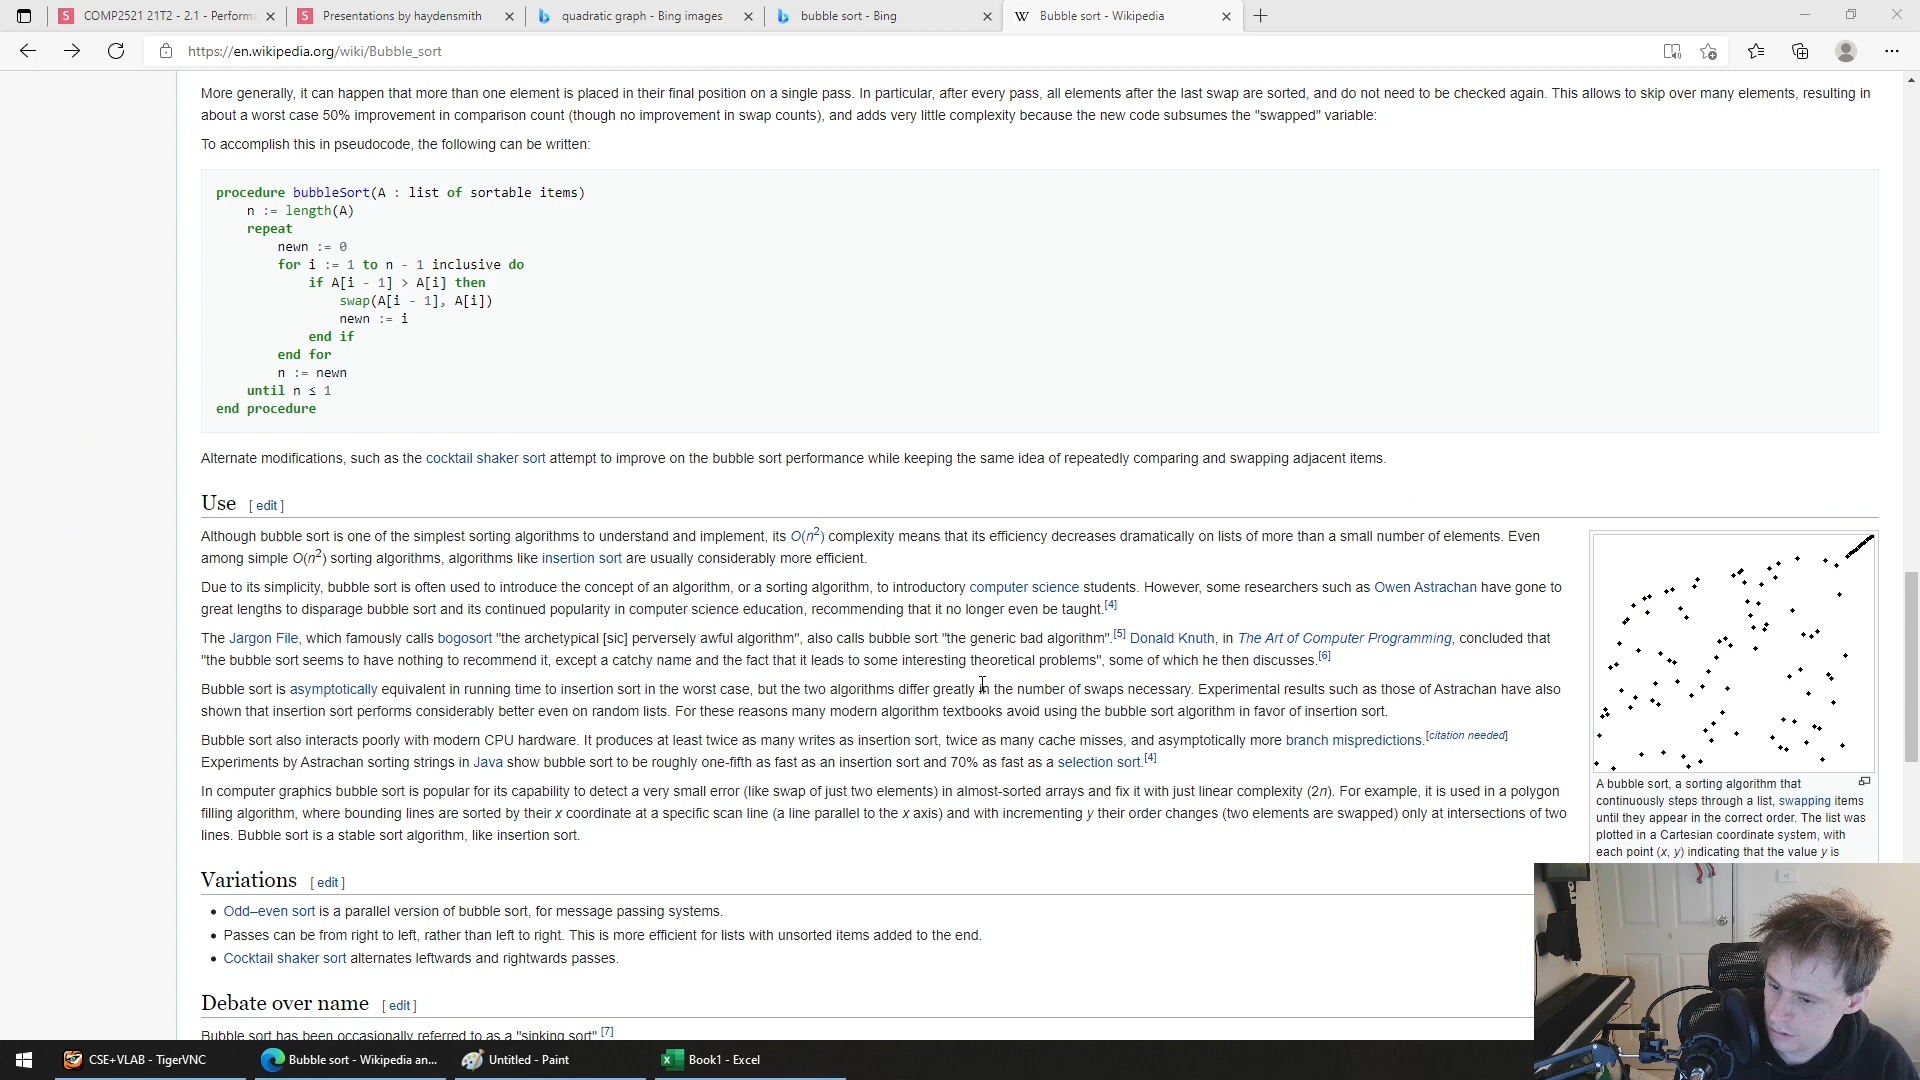 COMP2521 21T2 - 2.1 - Performa
Presentations by haydensmith
quadratic graph - Bing images
bubble sort - Bing
Bubble sort - Wikipedia
https://en.wikipedia.org/wiki/Bubble_sort
More generally, it can happen that more than one element is placed in their final position on a single pass. In particular, after every pass, all elements after the last swap are sorted, and do not need to be checked again. This allows to skip over many elements, resulting in
about a worst case 50% improvement in comparison count (though no improvement in swap counts), and adds very little complexity because the new code subsumes the "swapped" variable:
To accomplish this in pseudocode, the following can be written:
procedure bubbleSort(A : list of sortable items)
n := length(A)
repeat
newn := 0
for i := 1 to n - 1 inclusive do
if A[i - 1] > A[i] then
swap(A[i - 1], A[i])
newn := i
end if
end for
n := newn
until n ≤ 1
end procedure
Alternate modifications, such as the cocktail shaker sort attempt to improve on the bubble sort performance while keeping the same idea of repeatedly comparing and swapping adjacent items.
Use [ edit ]
Although bubble sort is one of the simplest sorting algorithms to understand and implement, its O(n²) complexity means that its efficiency decreases dramatically on lists of more than a small number of elements. Even
among simple O(n²) sorting algorithms, algorithms like insertion sort are usually considerably more efficient.
Due to its simplicity, bubble sort is often used to introduce the concept of an algorithm, or a sorting algorithm, to introductory computer science students. However, some researchers such as Owen Astrachan have gone to
great lengths to disparage bubble sort and its continued popularity in computer science education, recommending that it no longer even be taught.[4]
The Jargon File, which famously calls bogosort "the archetypical [sic] perversely awful algorithm", also calls bubble sort "the generic bad algorithm".[5] Donald Knuth, in The Art of Computer Programming, concluded that
"the bubble sort seems to have nothing to recommend it, except a catchy name and the fact that it leads to some interesting theoretical problems", some of which he then discusses.[6]
Bubble sort is asymptotically equivalent in running time to insertion sort in the worst case, but the two algorithms differ greatly in the number of swaps necessary. Experimental results such as those of Astrachan have also
shown that insertion sort performs considerably better even on random lists. For these reasons many modern algorithm textbooks avoid using the bubble sort algorithm in favor of insertion sort.
Bubble sort also interacts poorly with modern CPU hardware. It produces at least twice as many writes as insertion sort, twice as many cache misses, and asymptotically more branch mispredictions.[citation needed]
Experiments by Astrachan sorting strings in Java show bubble sort to be roughly one-fifth as fast as an insertion sort and 70% as fast as a selection sort.[4]
In computer graphics bubble sort is popular for its capability to detect a very small error (like swap of just two elements) in almost-sorted arrays and fix it with just linear complexity (2n). For example, it is used in a polygon
filling algorithm, where bounding lines are sorted by their x coordinate at a specific scan line (a line parallel to the x axis) and with incrementing y their order changes (two elements are swapped) only at intersections of two
lines. Bubble sort is a stable sort algorithm, like insertion sort.
A bubble sort, a sorting algorithm that
continuously steps through a list, swapping items
until they appear in the correct order. The list was
plotted in a Cartesian coordinate system, with
each point (x, y) indicating that the value y is
Variations [ edit ]
• Odd–even sort is a parallel version of bubble sort, for message passing systems.
• Passes can be from right to left, rather than left to right. This is more efficient for lists with unsorted items added to the end.
• Cocktail shaker sort alternates leftwards and rightwards passes.
Debate over name [ edit ]
Bubble sort has been occasionally referred to as a "sinking sort".[7]
CSE+VLAB - TigerVNC
Bubble sort - Wikipedia an...
Untitled - Paint
Book1 - Excel